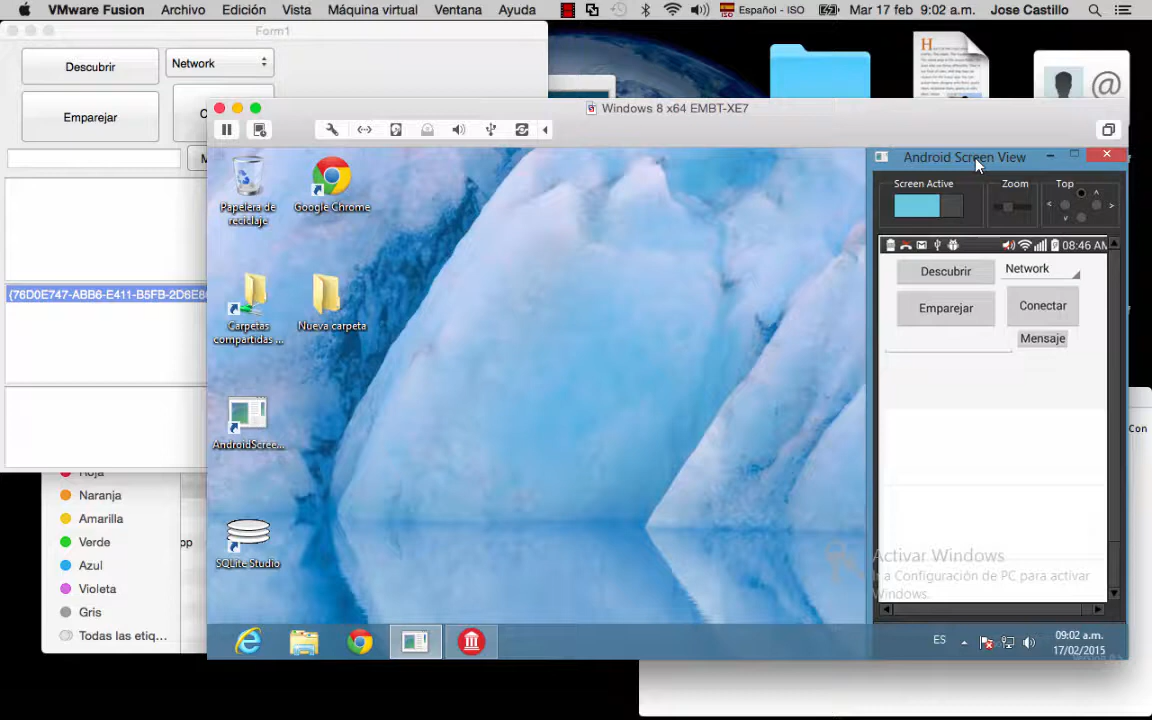 VMware Fusion Archivo Edición Vista Máquina virtual Ventana Ayuda Español - ISO Mar 17 feb 9:02 a.m. Jose Castillo
Form1
Descubrir
Network
Emparejar
{76D0E747-ABB6-E411-B5FB-2D6E8
Windows 8 x64 EMBT-XE7
Papelera de
reciclaje
Google Chrome
Carpetas
compartidas ...
Nueva carpeta
AndroidScree...
SQLite Studio
Android Screen View
Screen Active
Zoom
Top
08:46 AM
Descubrir
Network
Emparejar
Conectar
Mensaje
Activar Windows
Ir a Configuración de PC para activar
Windows.
ES
09:02 a.m.
17/02/2015
Con
Roja
Naranja
Amarilla
Verde
Azul
Violeta
Gris
Todas las etiq...
pp